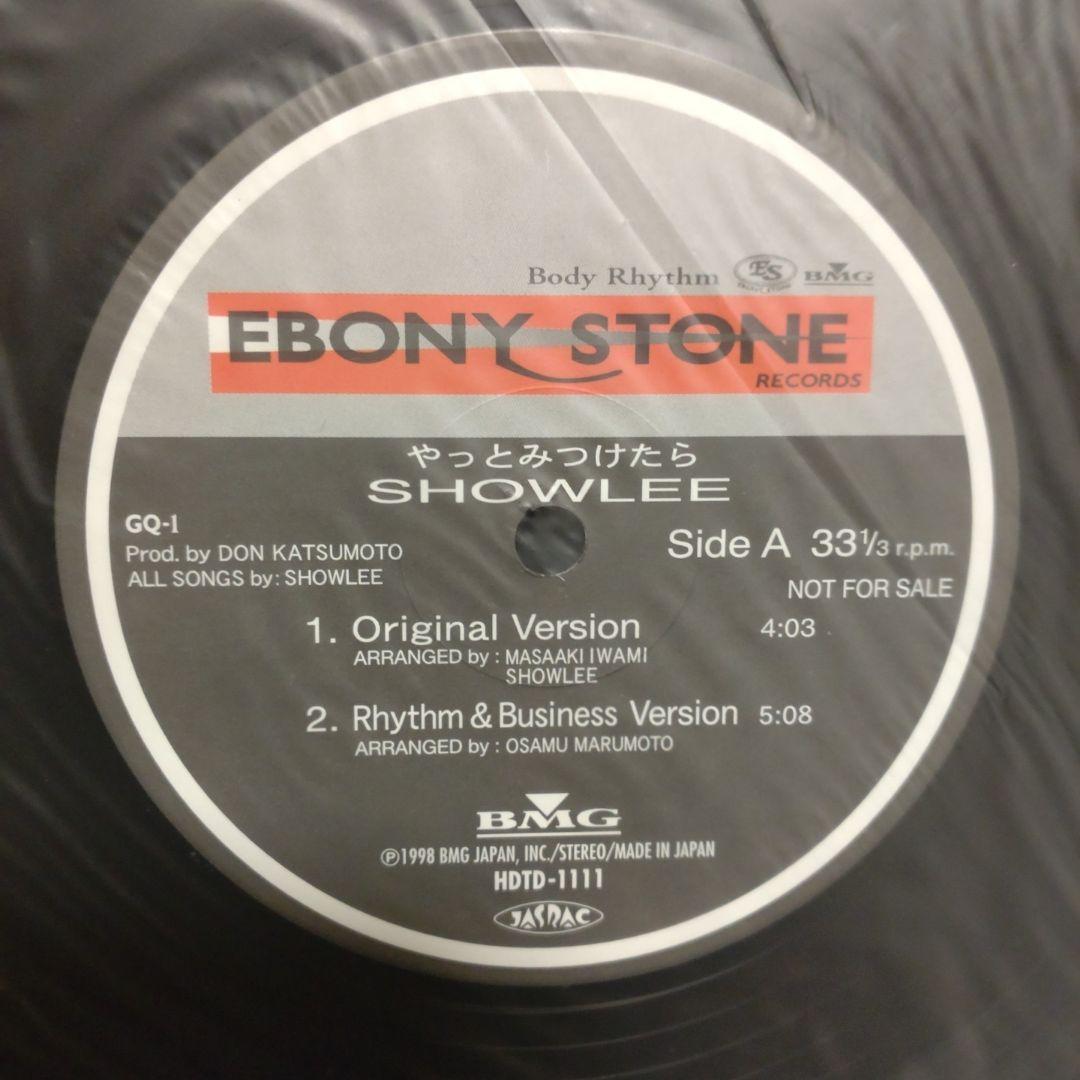 Body Rhythm ES BMG
EBONY STONE
RECORDS
やっとみつけたら
SHOWLEE
GQ-1
Prod. by DON KATSUMOTO
ALL SONGS by: SHOWLEE
Side A 33 1/3 r.p.m.
NOT FOR SALE
1. Original Version 4:03
ARRANGED by : MASAAKI IWAMI
SHOWLEE
2. Rhythm & Business Version 5:08
ARRANGED by : OSAMU MARUMOTO
BMG
Ⓟ1998 BMG JAPAN, INC./STEREO/MADE IN JAPAN
HDTD-1111
JASRAC